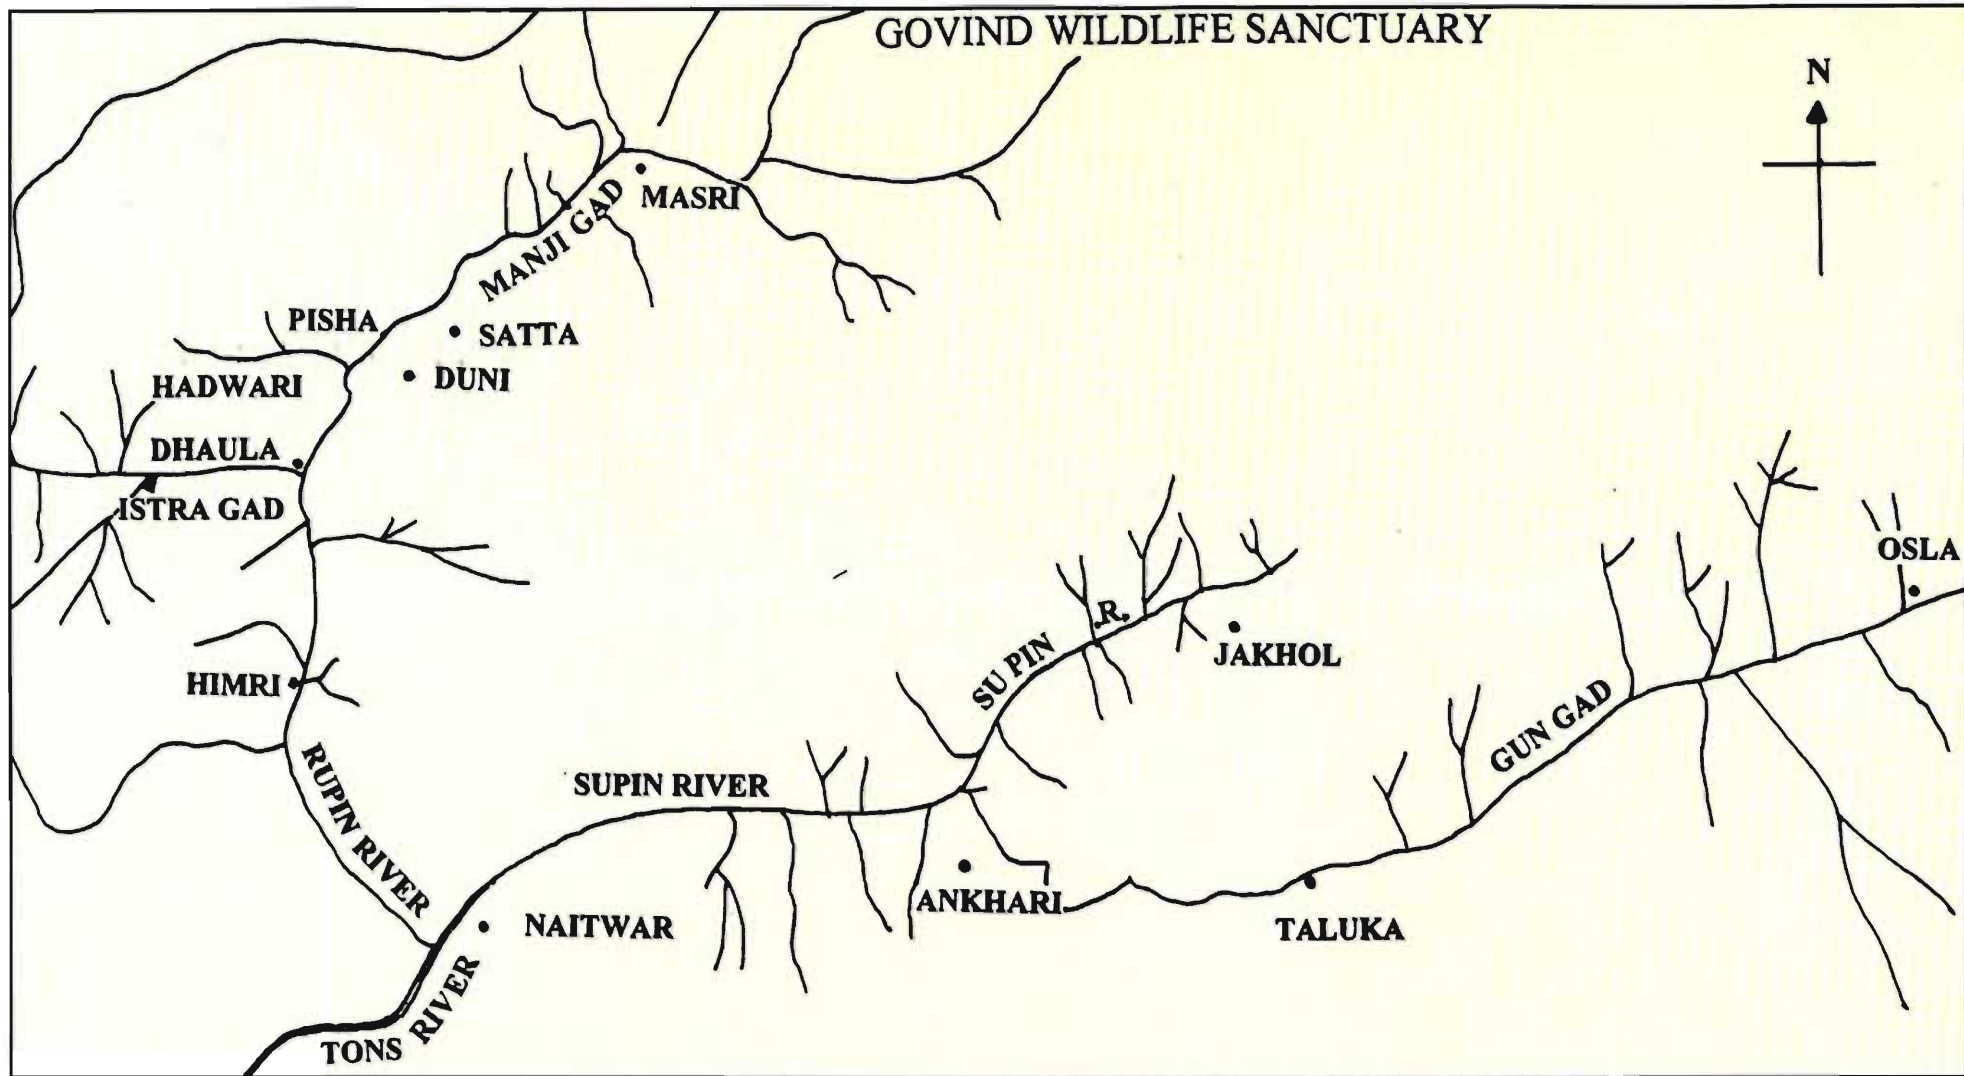 GOVIND WILDLIFE SANCTUARY
N
MASRI
MANJI GAD
PISHA
SATTA
DUNI
HADWARI
DHAULA
ISTRA GAD
OSLA
SU PIN .R.
JAKHOL
HIMRI
GUN GAD
RUPIN RIVER
SUPIN RIVER
ANKHARI
NAITWAR
TALUKA
TONS RIVER